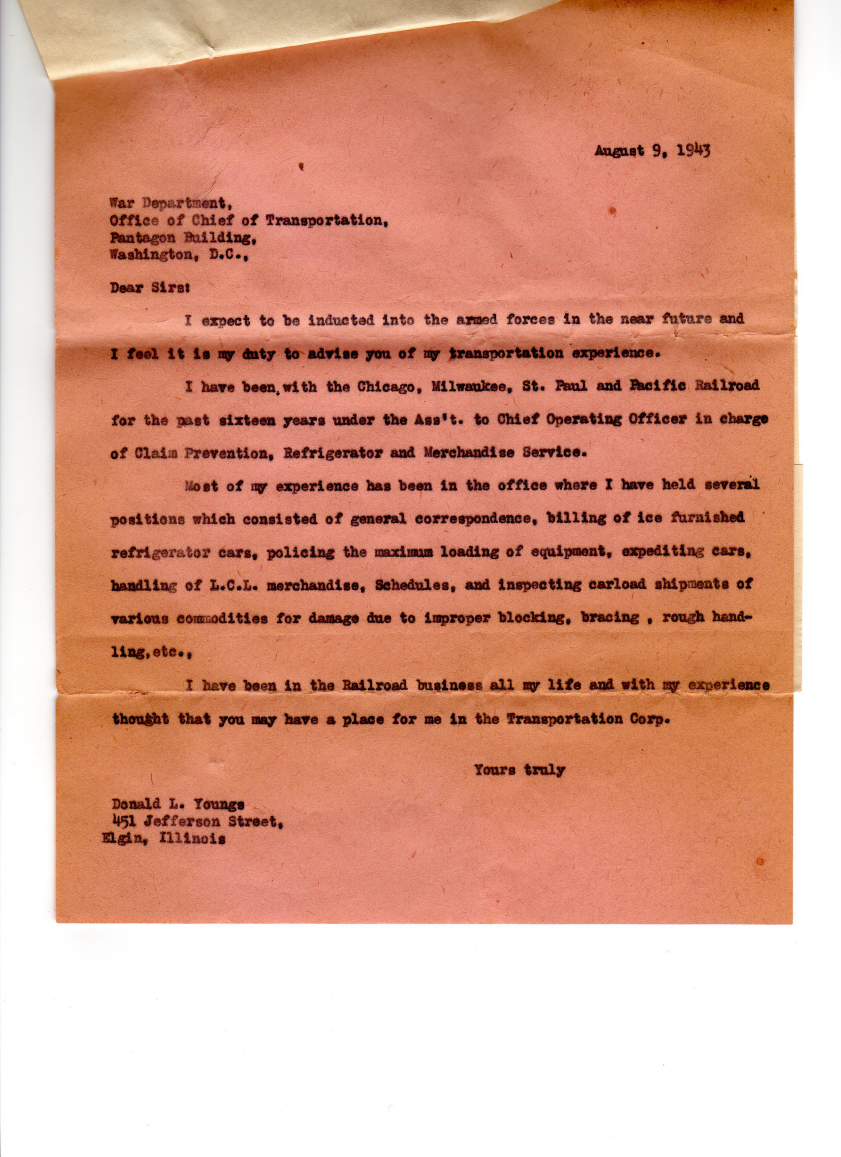 August 9, 1943
War Department,
Office of Chief of Transportation,
Pantagon Building,
Washington, D.C.,
Dear Sirs:
I expect to be inducted into the armed forces in the near future and
I feel it is my duty to advise you of my transportation experience.
I have been,with the Chicago, Milwaukee, St. Paul and Pacific Railroad
for the past sixteen years under the Ass't. to Chief Operating Officer in charge
of Claim Prevention, Refrigerator and Merchandise Service.
Most of my experience has been in the office where I have held several
positions which consisted of general correspondence, billing of ice furnished
refrigerator cars, policing the maximum loading of equipment, expediting cars,
handling of L.C.L. merchandise, Schedules, and inspecting carload shipments of
various commodities for damage due to improper blocking, bracing , rough hand-
ling,etc.,
I have been in the Railroad business all my life and with my experience
thought that you may have a place for me in the Transportation Corp.
Yours truly
Donald L. Youngs
451 Jefferson Street,
Elgin, Illinois